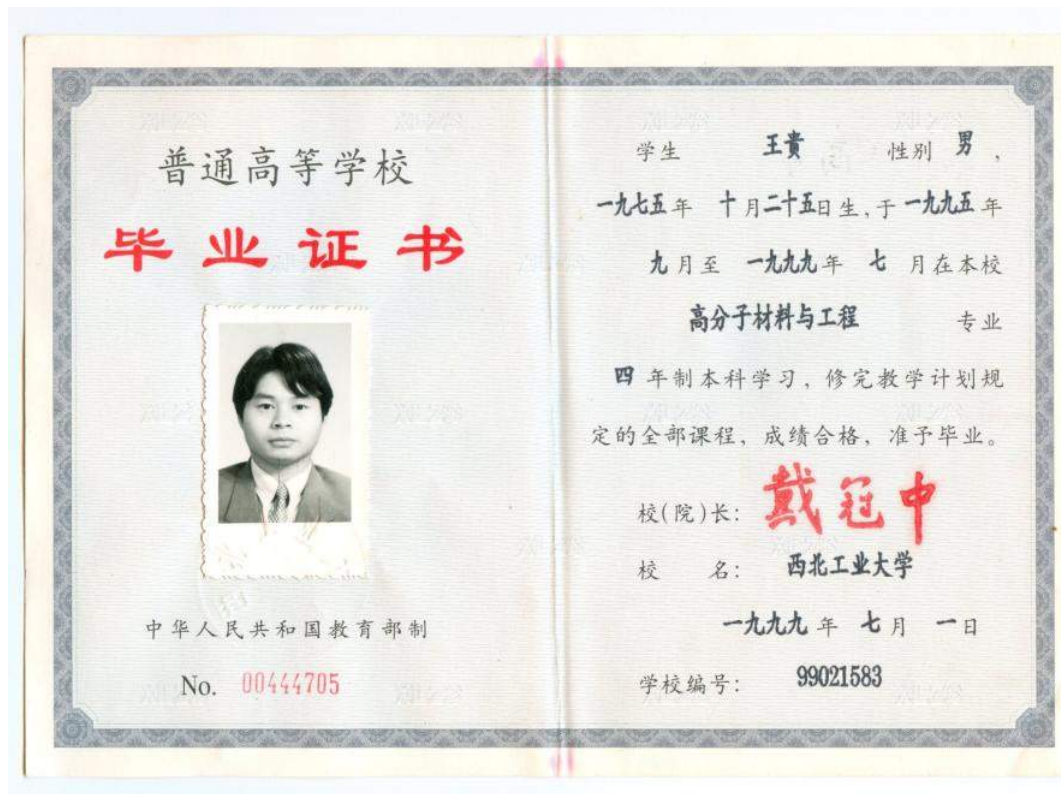 普通高等学校
毕业证书
中华人民共和国教育部制
No. 00444705
学生 王贵 性别 男，
一九七五年 十月二十五日生，于一九九五年
九月至 一九九九年 七 月在本校
高分子材料与工程 专业
四 年制本科学习，修完教学计划规
定的全部课程，成绩合格，准予毕业。
校(院)长: 戴冠中
校 名: 西北工业大学
一九九九 年 七月 一日
学校编号: 99021583